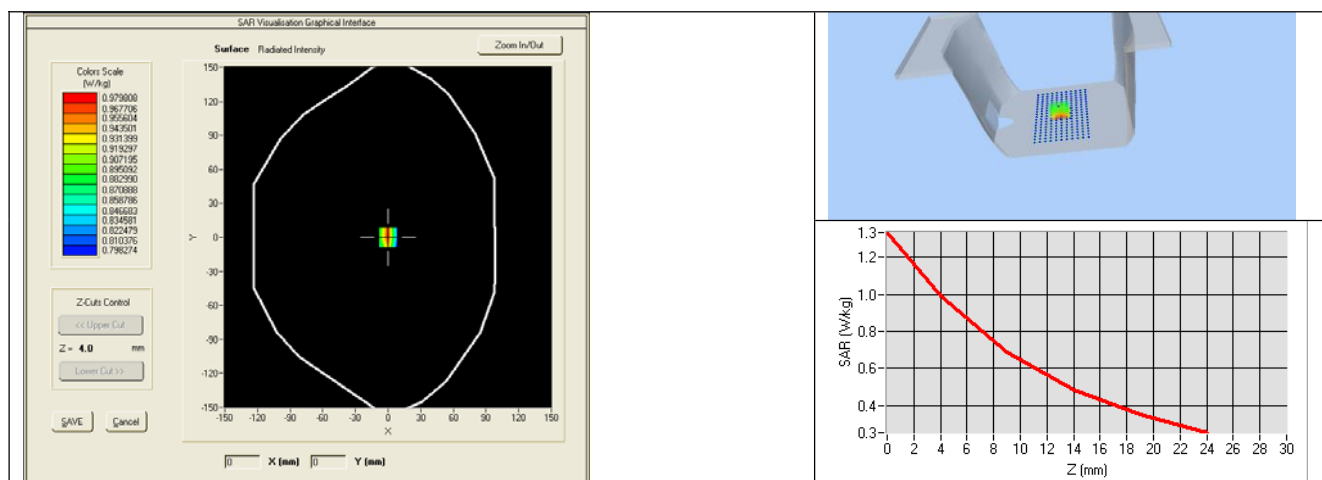 SAR Visualisation Graphical Interface
Surface Radiated Intensity
Zoom In/Out
Colors Scale
(W/kg)
0.979808
0.967706
0.955604
0.943501
0.931399
0.919297
0.907195
0.895092
0.882990
0.870888
0.858786
0.846683
0.834581
0.822479
0.810376
0.798274
Z-Cuts Control
<< Upper Cut
Z = 4.0 mm
Lower Cut >>
SAVE Cancel
150
120
90
60
30
0
-30
-60
-90
-120
-150
Y
-150 -120 -90 -60 -30 0 30 60 90 120 150
X
0 X (mm) 0 Y (mm)
1.3
1.2
1.0
0.8
0.6
0.4
0.3
SAR (W/kg)
0 2 4 6 8 10 12 14 16 18 20 22 24 26 28 30
Z (mm)